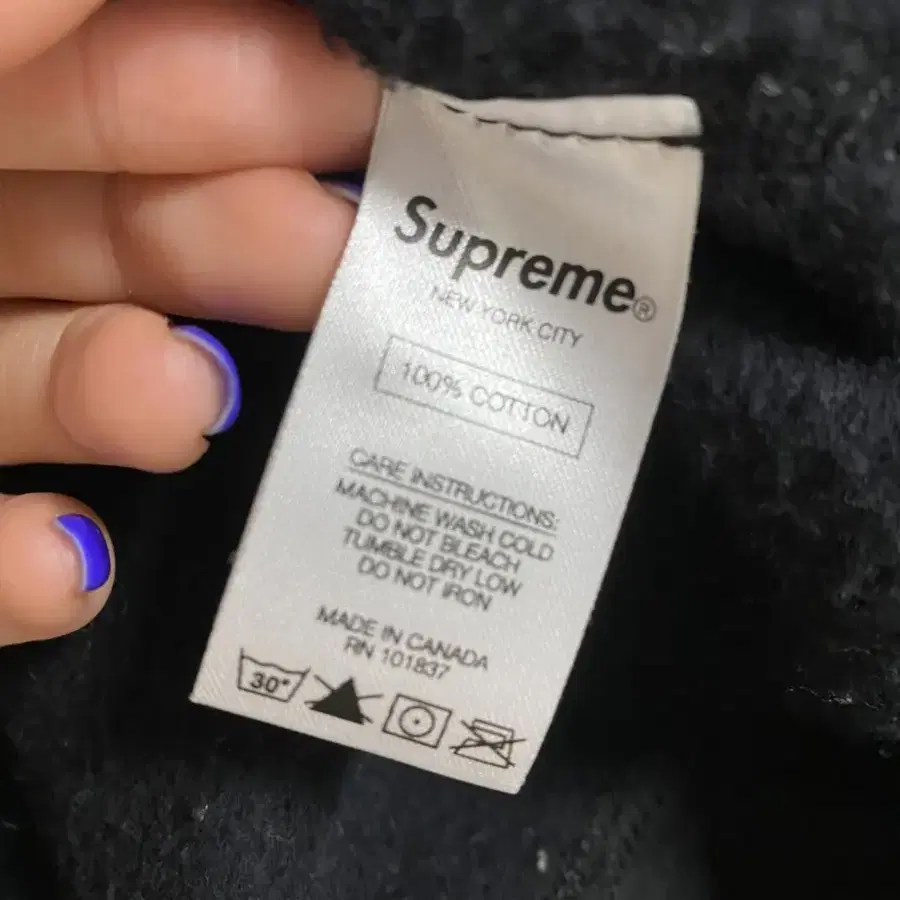 Supreme®
NEW YORK CITY
100% COTTON
CARE INSTRUCTIONS:
MACHINE WASH COLD
DO NOT BLEACH
TUMBLE DRY LOW
DO NOT IRON
MADE IN CANADA
RN 101837
30°